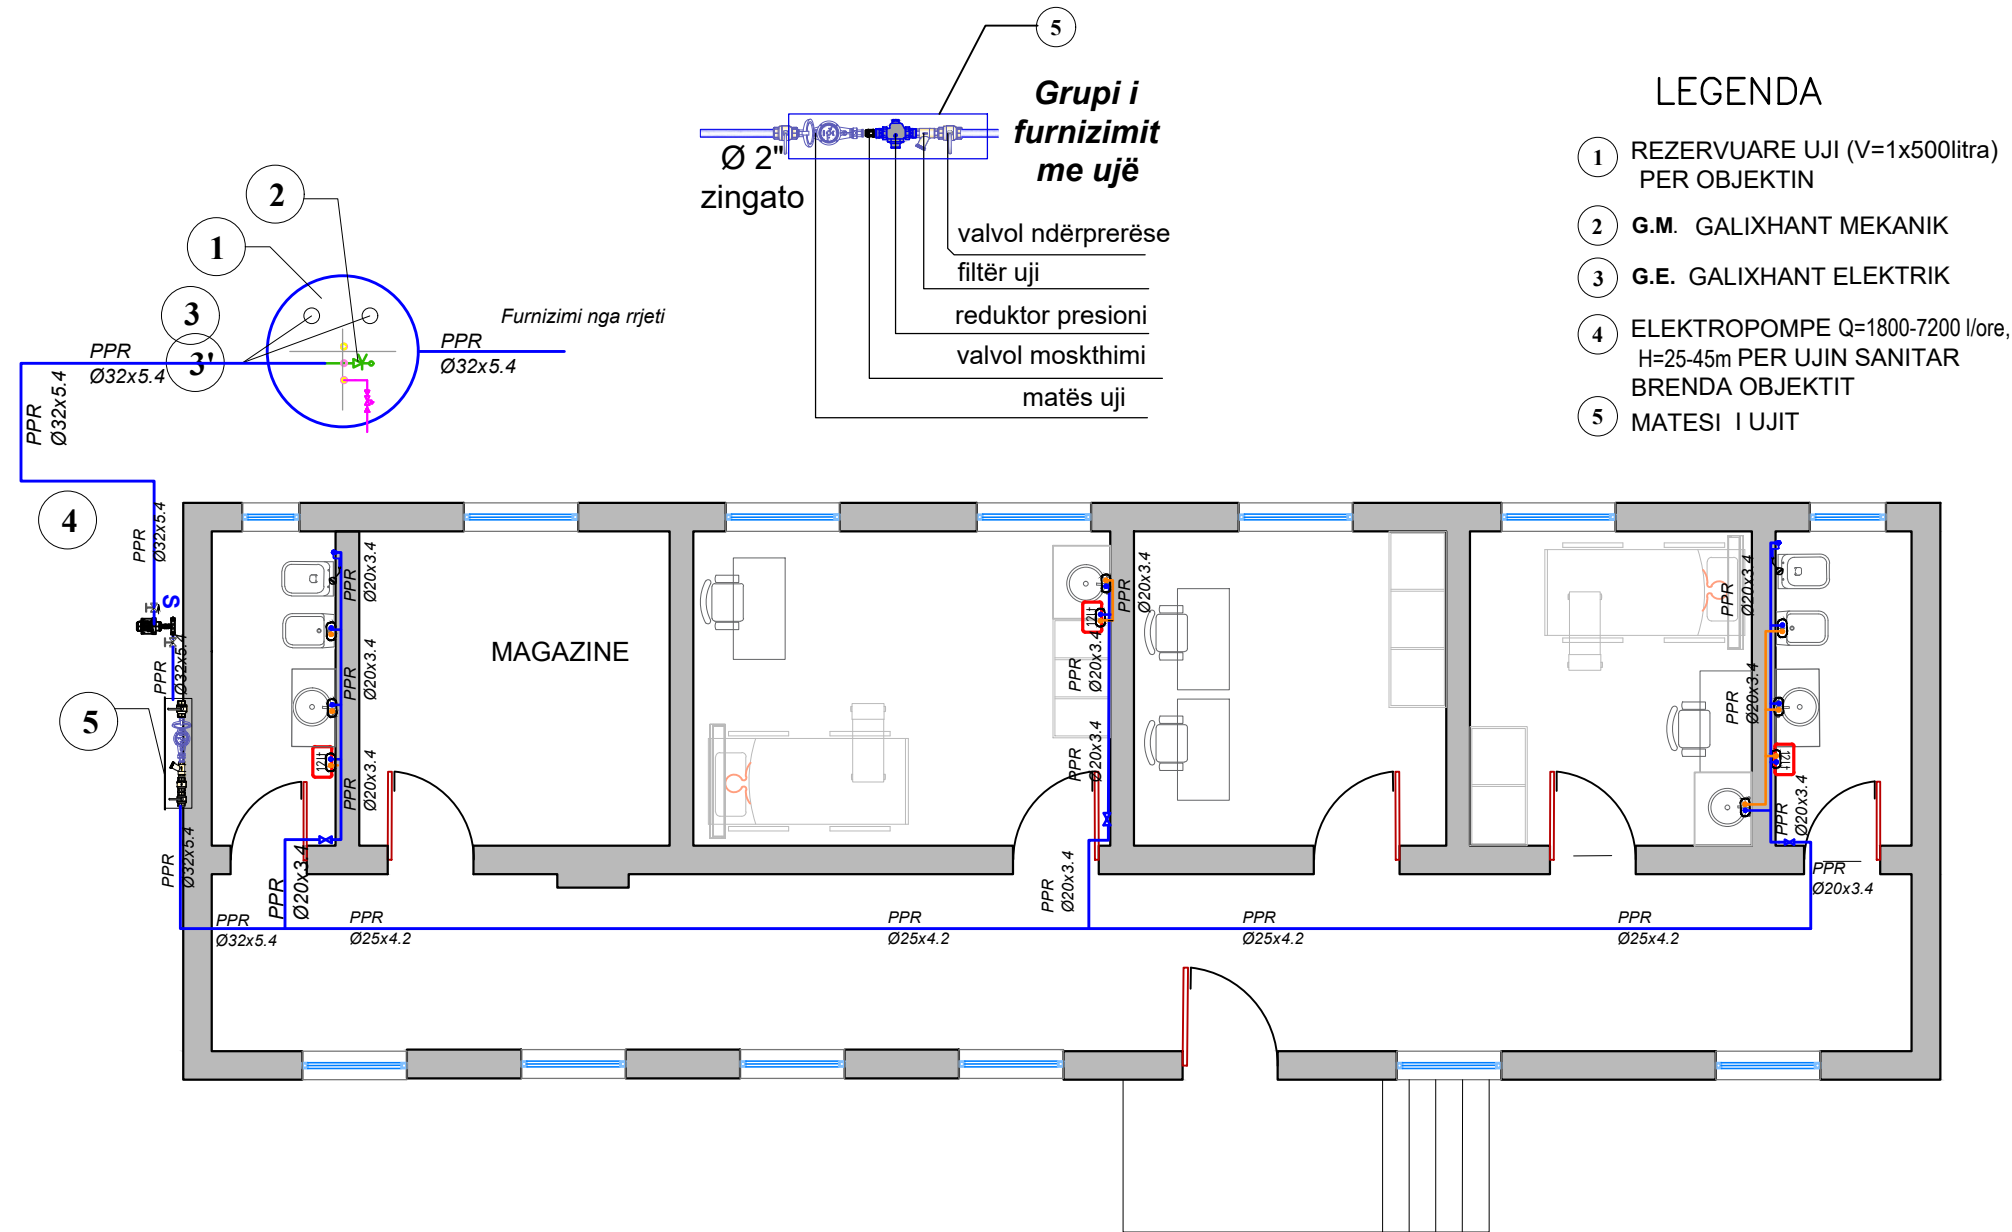 5
Grupi i
furnizimit
me ujë
Ø 2"
zingato
valvol ndërprerëse
filtër uji
reduktor presioni
valvol moskthimi
matës uji
LEGENDA
1 REZERVUARE UJI (V=1x500litra)
PER OBJEKTIN
2 G.M. GALIXHANT MEKANIK
3 G.E. GALIXHANT ELEKTRIK
4 ELEKTROPOMPE Q=1800-7200 l/ore,
H=25-45m PER UJIN SANITAR
BRENDA OBJEKTIT
5 MATESI I UJIT
2
1
3
3'
Furnizimi nga rrjeti
PPR
Ø32x5.4
PPR
Ø32x5.4
PPR
Ø32x5.4
4
PPR
Ø32x5.4
S
PPR
Ø32x5.4
5
PPR
Ø32x5.4
PPR
Ø20x3.4
PPR
Ø20x3.4
PPR
Ø20x3.4
12Lt
MAGAZINE
PPR
Ø20x3.4
12Lt
PPR
Ø20x3.4
PPR
Ø20x3.4
PPR
Ø20x3.4
PPR
Ø20x3.4
12Lt
PPR
Ø20x3.4
PPR
Ø20x3.4
PPR
Ø20x3.4
PPR
Ø20x3.4
PPR
Ø32x5.4
PPR
Ø25x4.2
PPR
Ø25x4.2
PPR
Ø25x4.2
PPR
Ø25x4.2